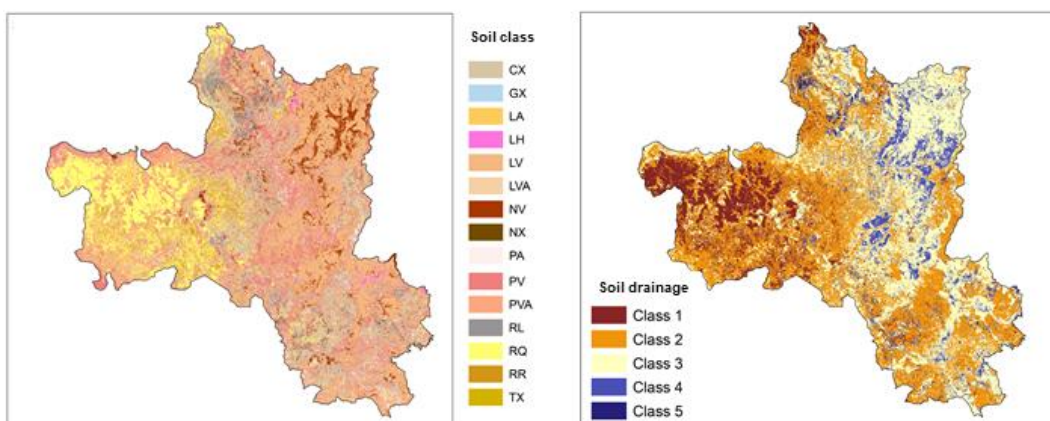 Soil class
CX
GX
LA
LH
LV
LVA
NV
NX
PA
PV
PVA
RL
RQ
RR
TX
Soil drainage
Class 1
Class 2
Class 3
Class 4
Class 5